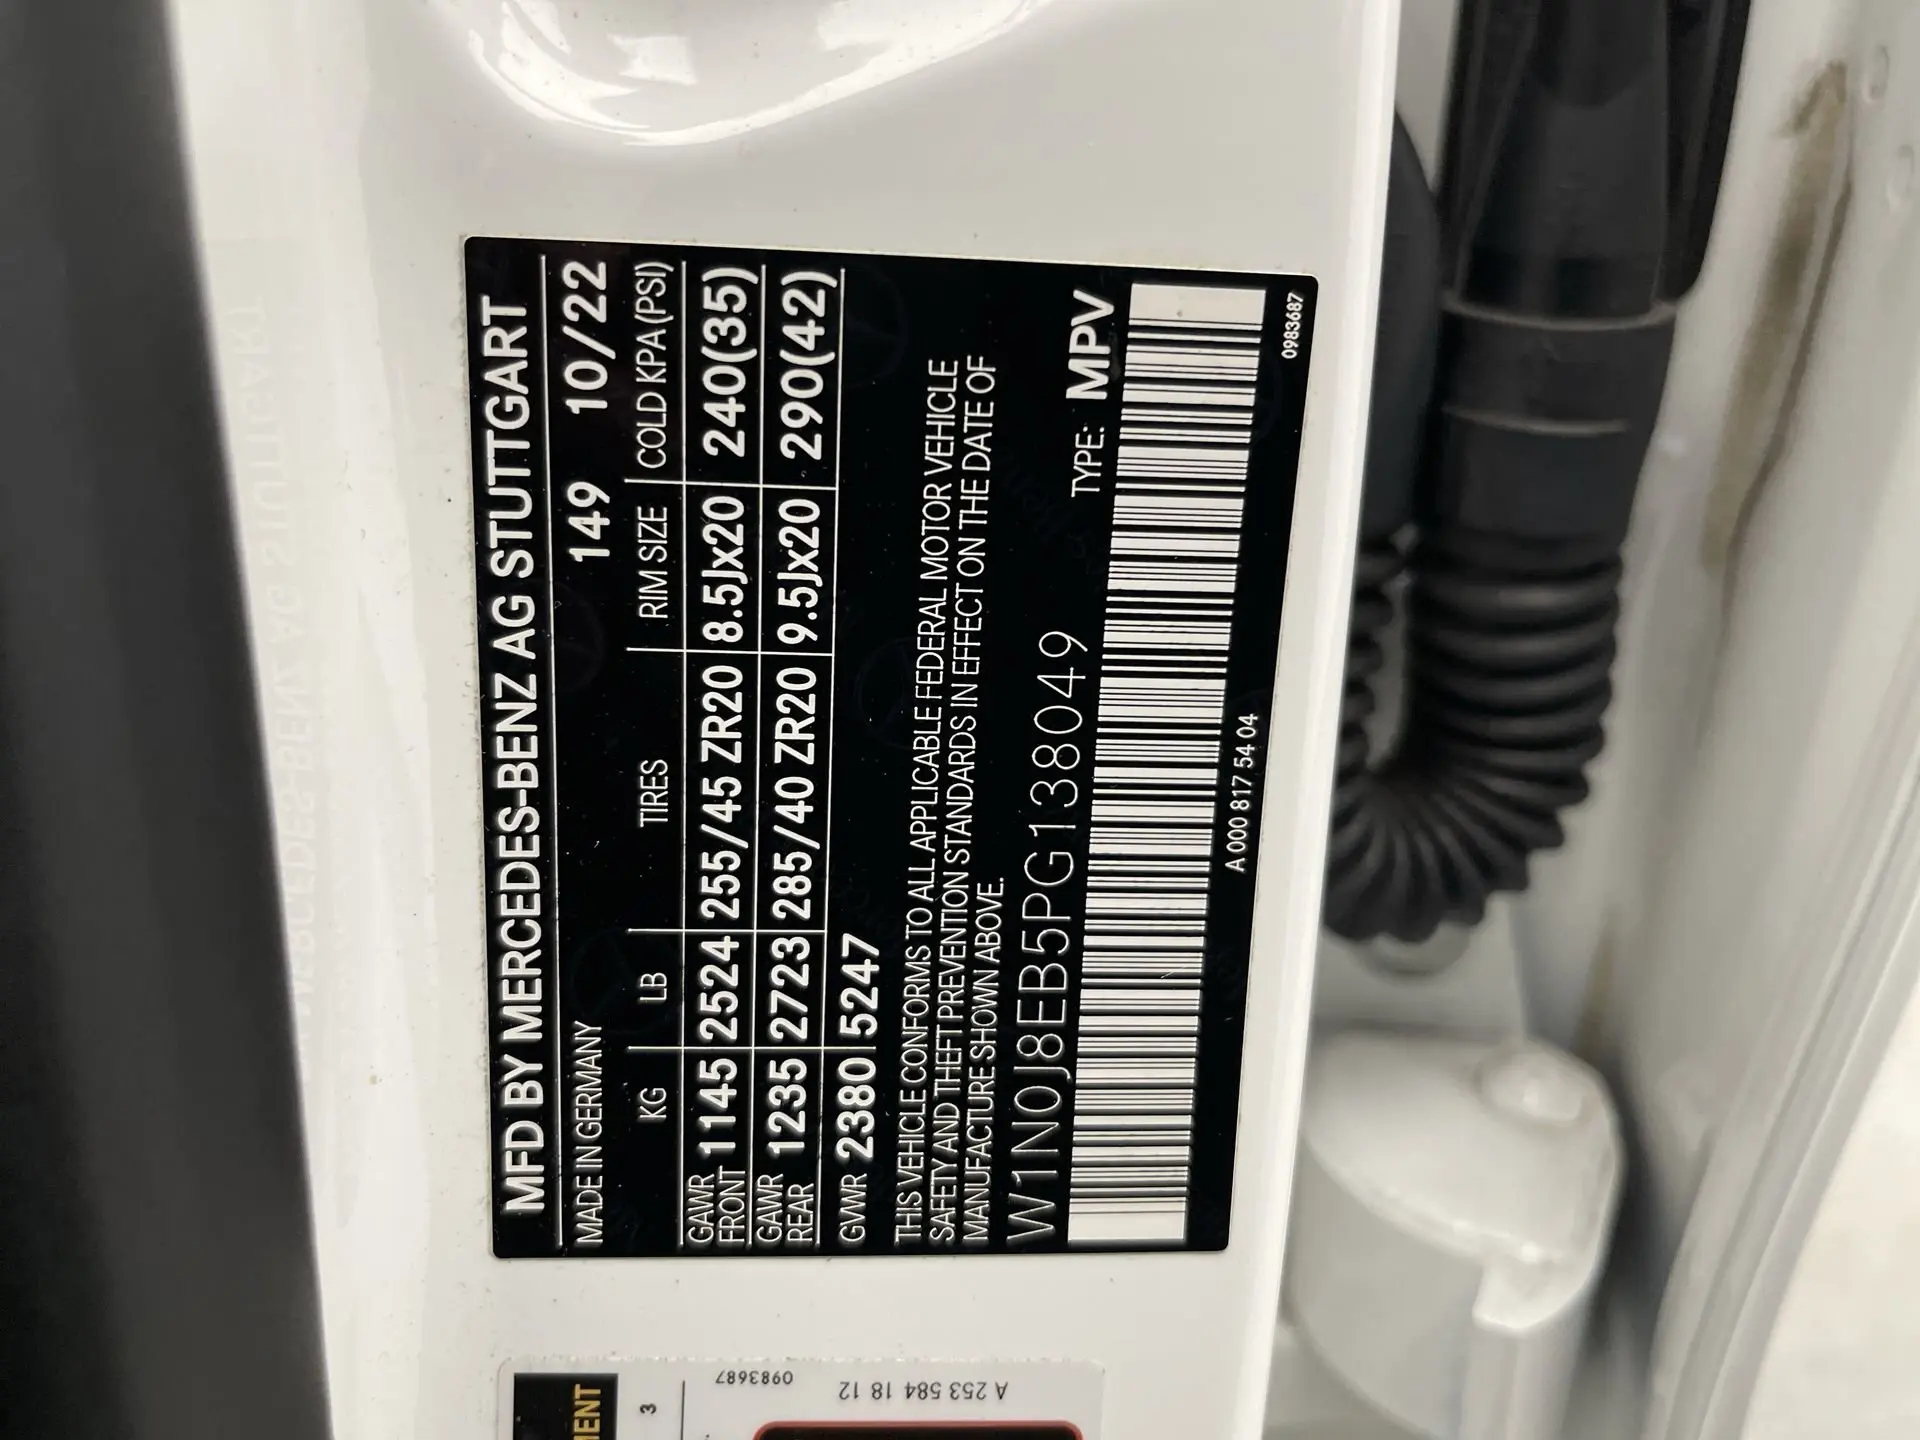 MFD BY MERCEDES-BENZ AG STUTTGART
MADE IN GERMANY 149 10/22
KG LB TIRES RIM SIZE COLD KPA(PSI)
GAWR FRONT 1145 2524 255/45 ZR20 8.5Jx20 240(35)
GAWR REAR 1235 2723 285/40 ZR20 9.5Jx20 290(42)
GVWR 2380 5247
THIS VEHICLE CONFORMS TO ALL APPLICABLE FEDERAL MOTOR VEHICLE
SAFETY AND THEFT PREVENTION STANDARDS IN EFFECT ON THE DATE OF
MANUFACTURE SHOWN ABOVE.
W1N0J8EB5PG138049 TYPE: MPV
A 000 817 54 04 0983687
3
0983687
A 253 584 18 12